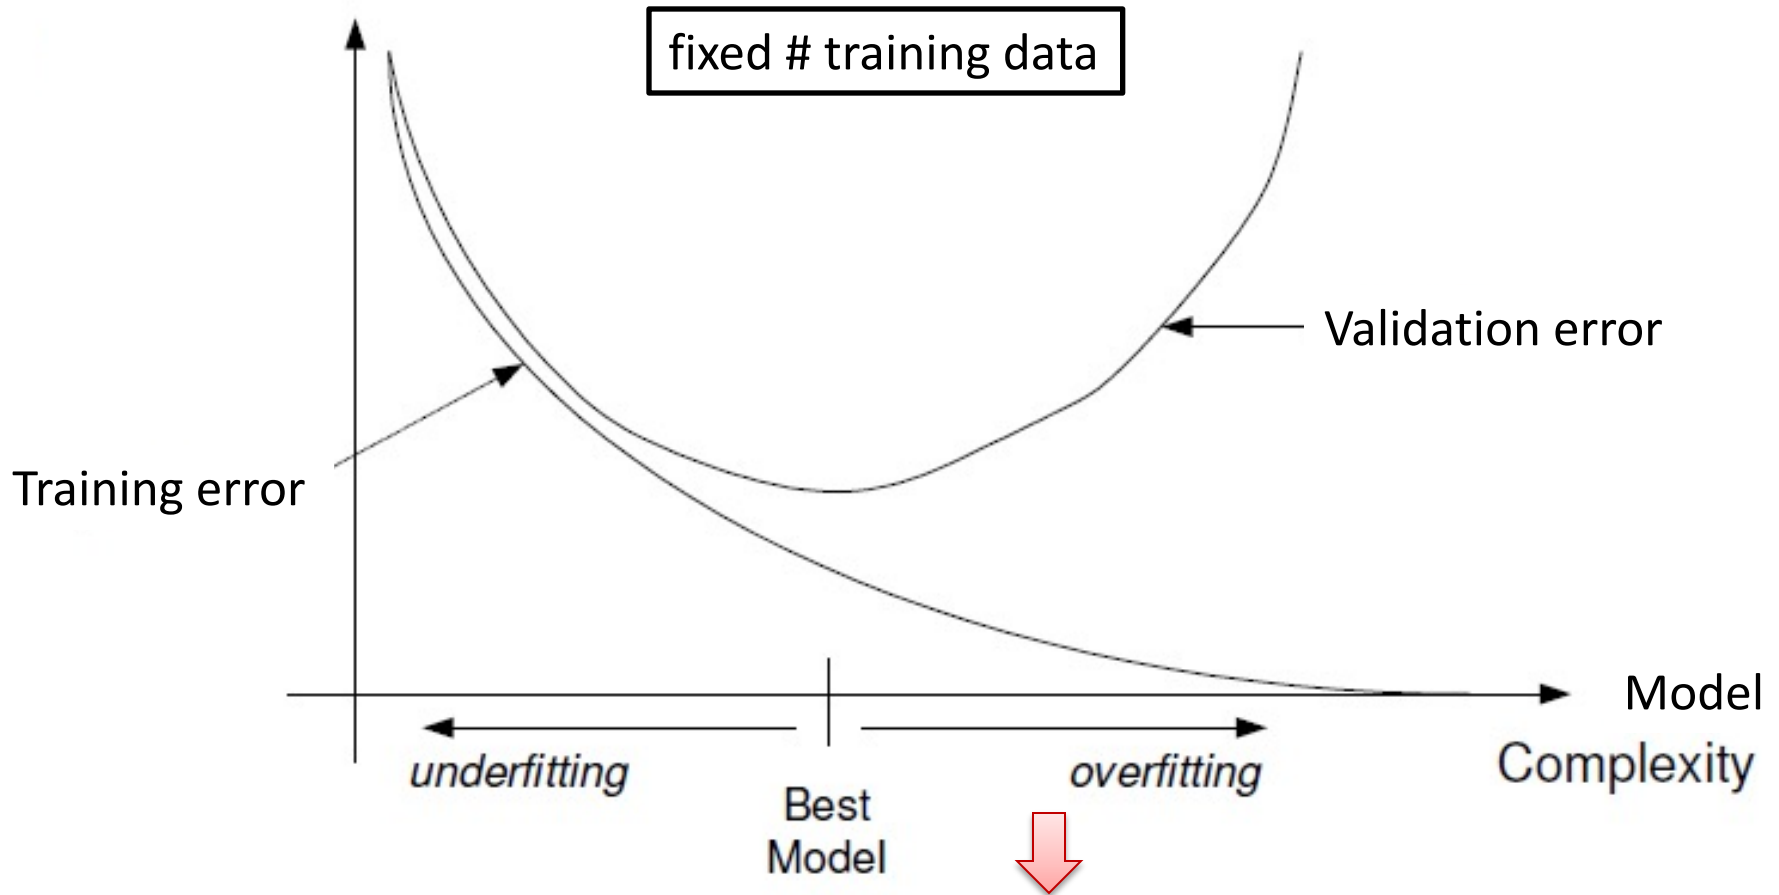 fixed # training data
Validation error
Training error
Model
Complexity
underfitting
overfitting
Best
Model